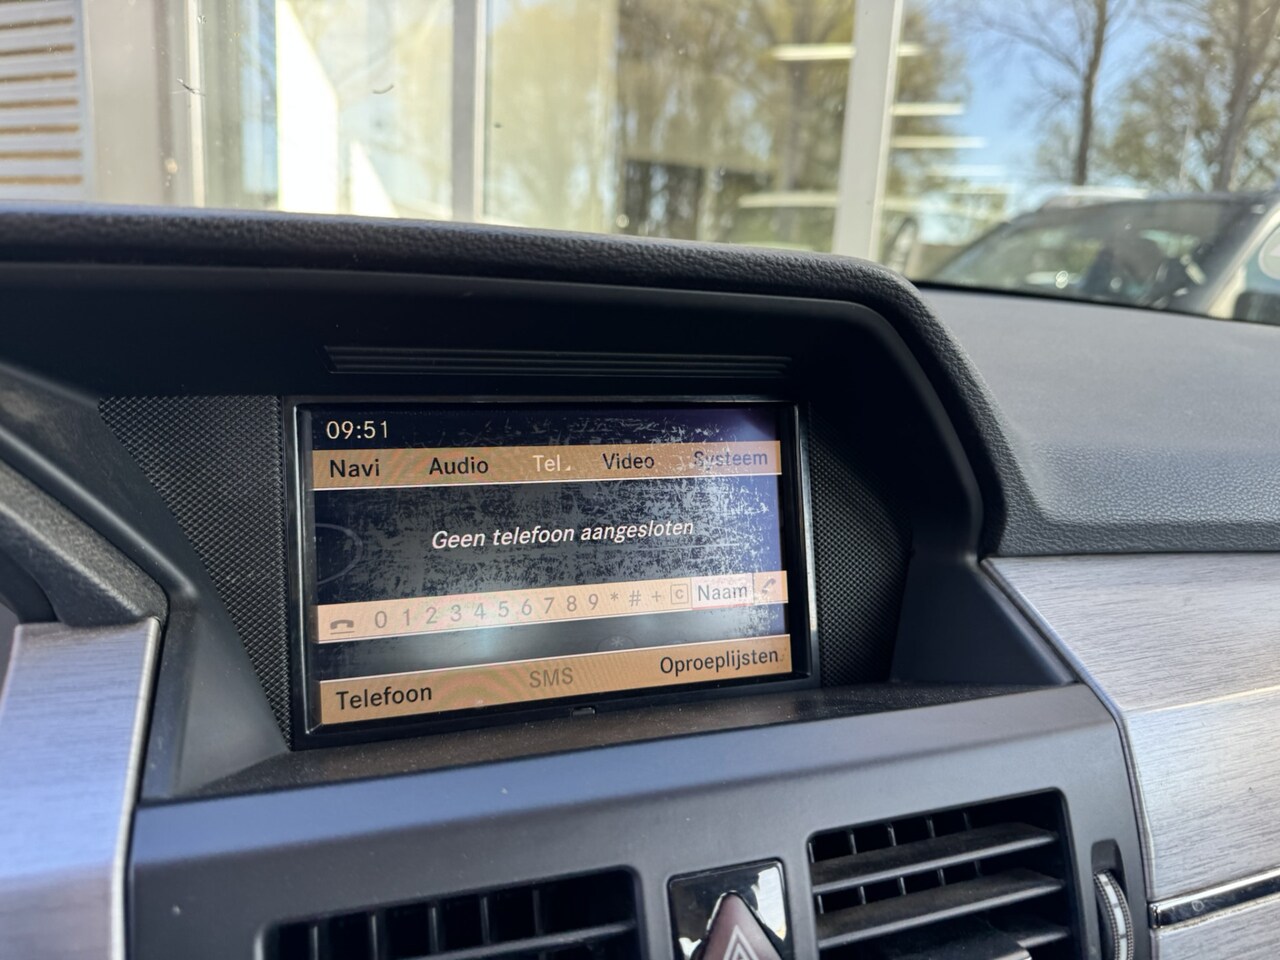 09:51
Navi Audio Tel. Video Systeem
Geen telefoon aangesloten
0 1 2 3 4 5 6 7 8 9 * # + C Naam
Telefoon SMS Oproeplijsten